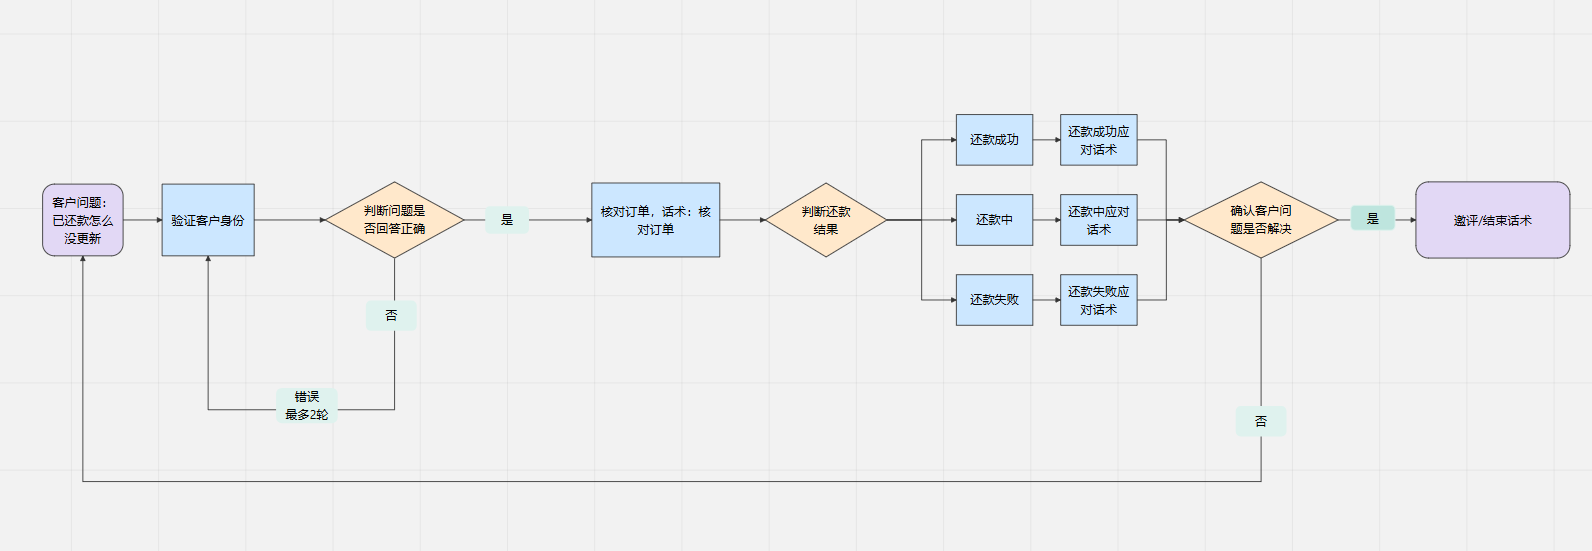 客户问题：
已还款怎么
没更新
验证客户身份
判断问题是
否回答正确
是
否
错误
最多2轮
核对订单，话术：核
对订单
判断还款
结果
还款成功
还款成功应
对话术
还款中
还款中应对
话术
还款失败
还款失败应
对话术
确认客户问
题是否解决
是
否
邀评/结束话术